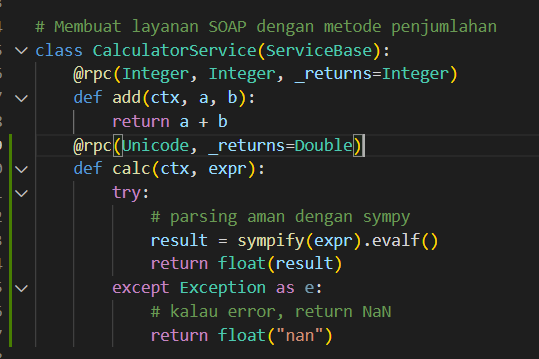 # Membuat layanan SOAP dengan metode penjumlahan
class CalculatorService(ServiceBase):
    @rpc(Integer, Integer, _returns=Integer)
    def add(ctx, a, b):
        return a + b
    @rpc(Unicode, _returns=Double)
    def calc(ctx, expr):
        try:
            # parsing aman dengan sympy
            result = sympify(expr).evalf()
            return float(result)
        except Exception as e:
            # kalau error, return NaN
            return float("nan")